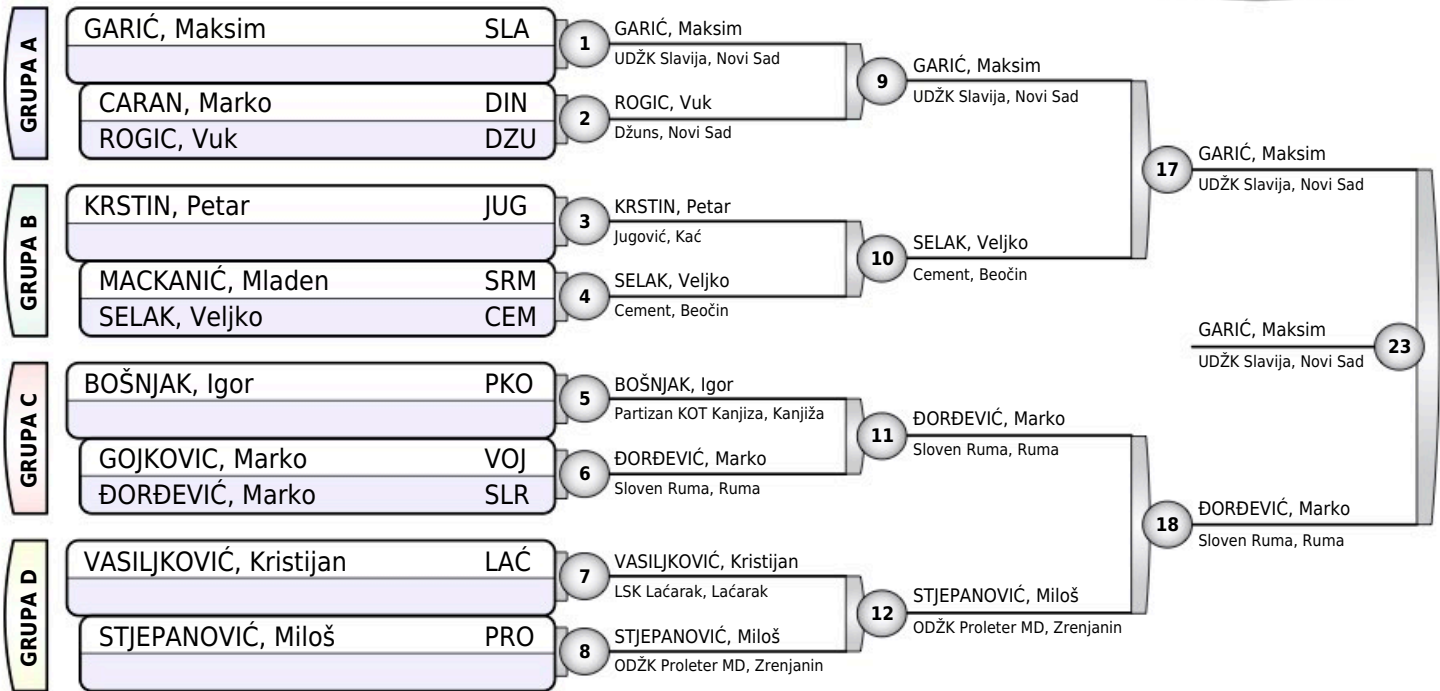 GRUPA A
GARIĆ, Maksim SLA
CARAN, Marko DIN
ROGIC, Vuk DZU
1
GARIĆ, Maksim
UDŽK Slavija, Novi Sad
2
ROGIC, Vuk
Džuns, Novi Sad
9
GARIĆ, Maksim
UDŽK Slavija, Novi Sad
GRUPA B
KRSTIN, Petar JUG
MACKANIĆ, Mladen SRM
SELAK, Veljko CEM
3
KRSTIN, Petar
Jugović, Kać
4
SELAK, Veljko
Cement, Beočin
10
SELAK, Veljko
Cement, Beočin
17
GARIĆ, Maksim
UDŽK Slavija, Novi Sad
GRUPA C
BOŠNJAK, Igor PKO
GOJKOVIC, Marko VOJ
ĐORĐEVIĆ, Marko SLR
5
BOŠNJAK, Igor
Partizan KOT Kanjiza, Kanjiža
6
ĐORĐEVIĆ, Marko
Sloven Ruma, Ruma
11
ĐORĐEVIĆ, Marko
Sloven Ruma, Ruma
GRUPA D
VASILJKOVIĆ, Kristijan LAĆ
STJEPANOVIĆ, Miloš PRO
7
VASILJKOVIĆ, Kristijan
LSK Laćarak, Laćarak
8
STJEPANOVIĆ, Miloš
ODŽK Proleter MD, Zrenjanin
12
STJEPANOVIĆ, Miloš
ODŽK Proleter MD, Zrenjanin
18
ĐORĐEVIĆ, Marko
Sloven Ruma, Ruma
GARIĆ, Maksim
UDŽK Slavija, Novi Sad
23